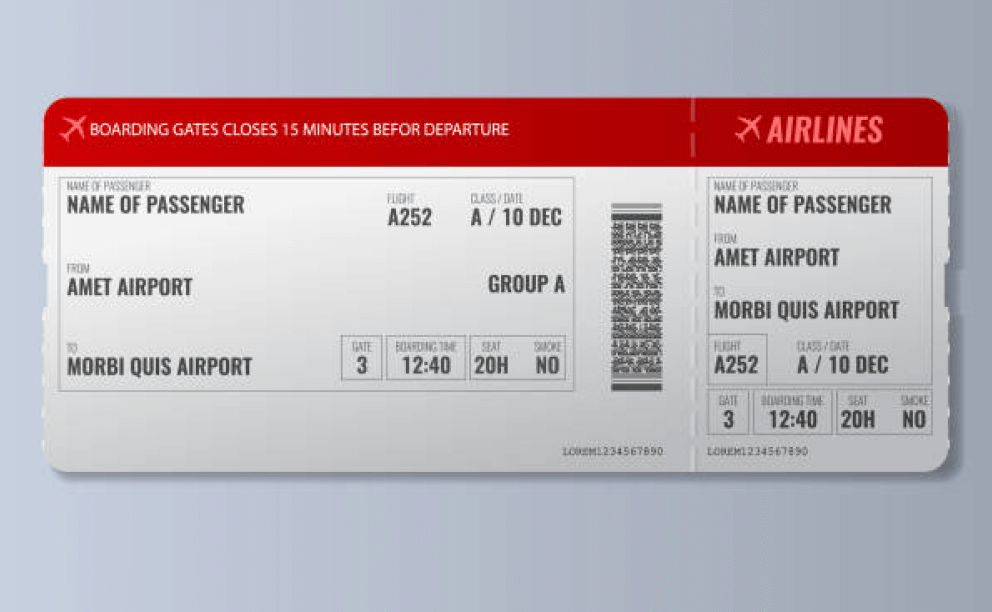 BOARDING GATES CLOSES 15 MINUTES BEFOR DEPARTURE
NAME OF PASSENGER
NAME OF PASSENGER
FLIGHT
A252
CLASS / DATE
A / 10 DEC
FROM
AMET AIRPORT
GROUP A
TO
MORBI QUIS AIRPORT
GATE
3
BOARDING TIME
12:40
SEAT
20H
SMOKE
NO
LOREM1234567890
AIRLINES
NAME OF PASSENGER
NAME OF PASSENGER
FROM
AMET AIRPORT
TO
MORBI QUIS AIRPORT
FLIGHT
A252
CLASS / DATE
A / 10 DEC
GATE
3
BOARDING TIME
12:40
SEAT
20H
SMOKE
NO
LOREM1234567890